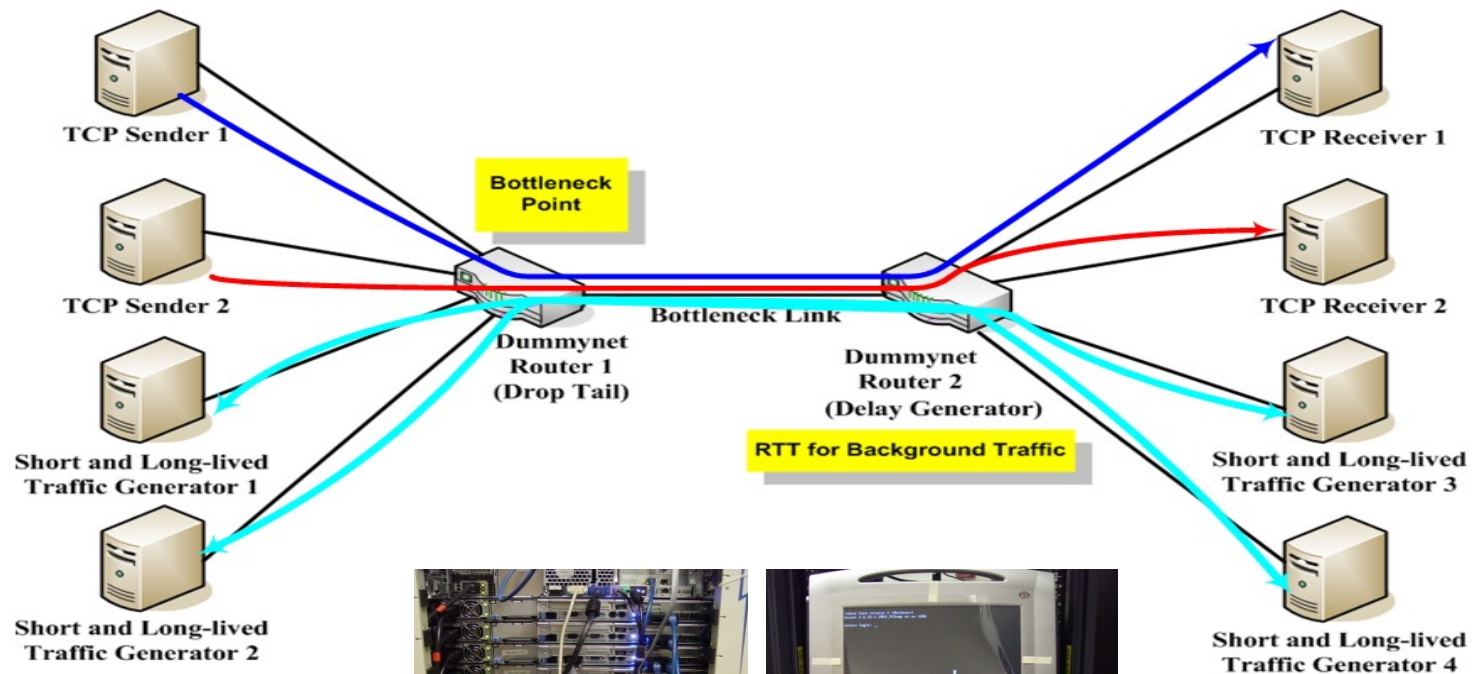 TCP Sender 1
TCP Receiver 1
Bottleneck
Point
TCP Sender 2
TCP Receiver 2
Bottleneck Link
Dummynet
Router 1
(Drop Tail)
Dummynet
Router 2
(Delay Generator)
RTT for Background Traffic
Short and Long-lived
Traffic Generator 1
Short and Long-lived
Traffic Generator 3
Short and Long-lived
Traffic Generator 2
Short and Long-lived
Traffic Generator 4